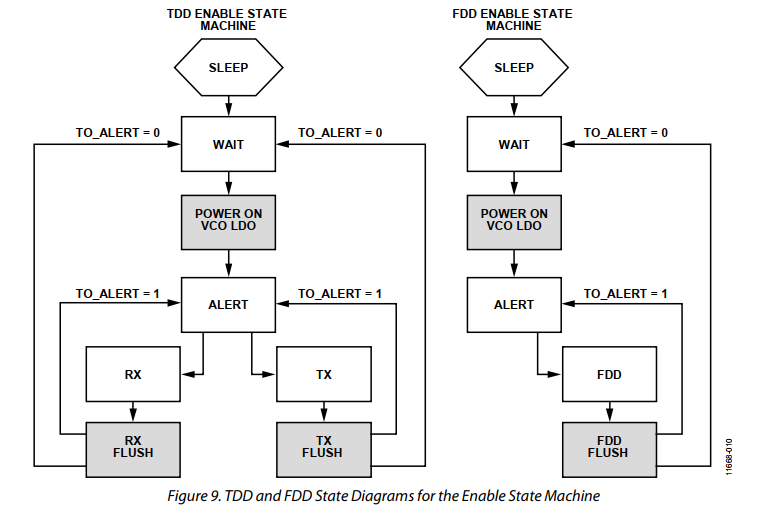 TDD ENABLE STATE
MACHINE
SLEEP
TO_ALERT = 0
WAIT
TO_ALERT = 0
POWER ON
VCO LDO
TO_ALERT = 1
ALERT
TO_ALERT = 1
RX
TX
RX
FLUSH
TX
FLUSH
FDD ENABLE STATE
MACHINE
SLEEP
WAIT
TO_ALERT = 0
POWER ON
VCO LDO
ALERT
TO_ALERT = 1
FDD
FDD
FLUSH
11668-010
Figure 9. TDD and FDD State Diagrams for the Enable State Machine